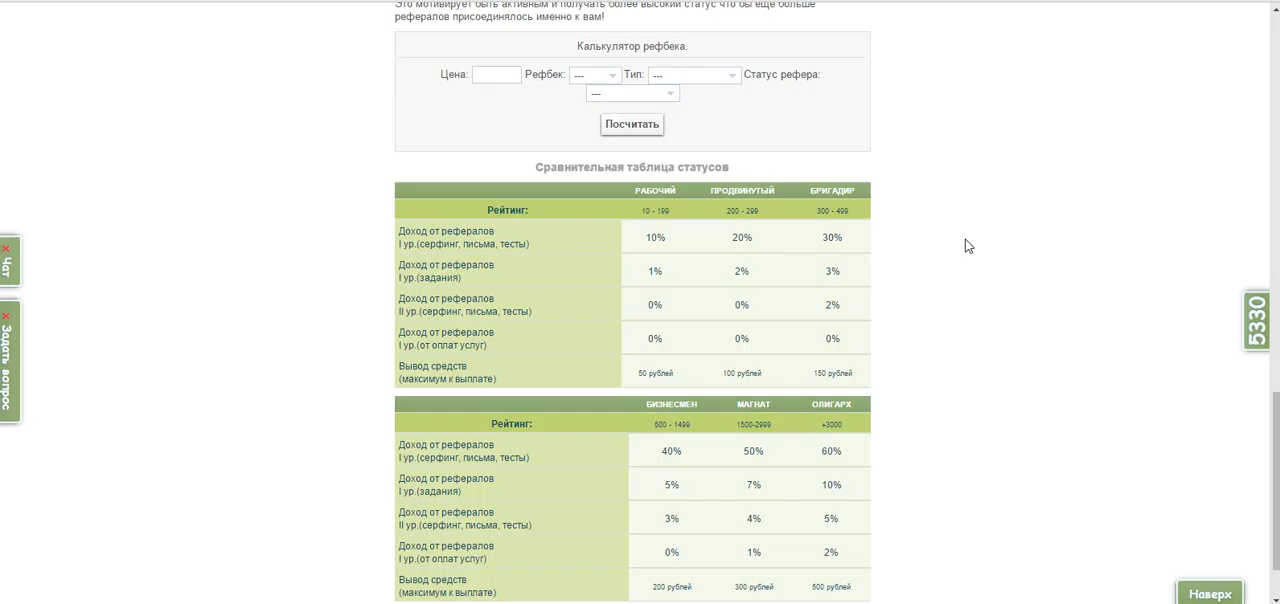 Это мотивирует быть активным и получать более высокий статус что бы еще больше
рефералов присоединялось именно к вам!
Калькулятор рефбека.
Цена: Рефбек: --- Тип: --- Статус рефера:
---
Посчитать
Сравнительная таблица статусов
РАБОЧИЙ ПРОДВИНУТЫЙ БРИГАДИР
Рейтинг: 10 - 199 200 - 299 300 - 499
Доход от рефералов
I ур.(серфинг, письма, тесты) 10% 20% 30%
Доход от рефералов
I ур.(задания) 1% 2% 3%
Доход от рефералов
II ур.(серфинг, письма, тесты) 0% 0% 2%
Доход от рефералов
I ур.(от оплат услуг) 0% 0% 0%
Вывод средств
(максимум к выплате) 50 рублей 100 рублей 150 рублей
БИЗНЕСМЕН МАГНАТ ОЛИГАРХ
Рейтинг: 500 - 1499 1500-2999 +3000
Доход от рефералов
I ур.(серфинг, письма, тесты) 40% 50% 60%
Доход от рефералов
I ур.(задания) 5% 7% 10%
Доход от рефералов
II ур.(серфинг, письма, тесты) 3% 4% 5%
Доход от рефералов
I ур.(от оплат услуг) 0% 1% 2%
Вывод средств
(максимум к выплате) 200 рублей 300 рублей 500 рублей
x Чат
x Задать вопрос
5330
Наверх